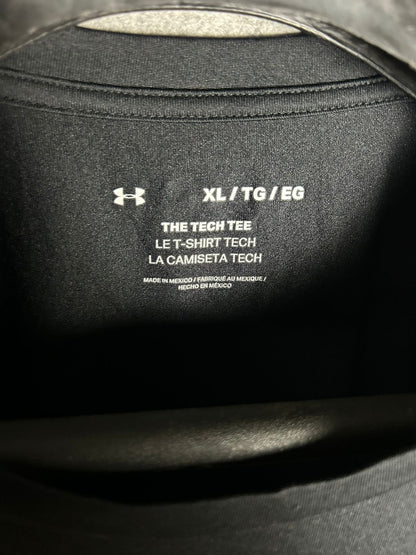 XL / TG / EG
THE TECH TEE
LE T-SHIRT TECH
LA CAMISETA TECH
MADE IN MEXICO / FABRIQUÉ AU MEXIQUE /
HECHO EN MÉXICO